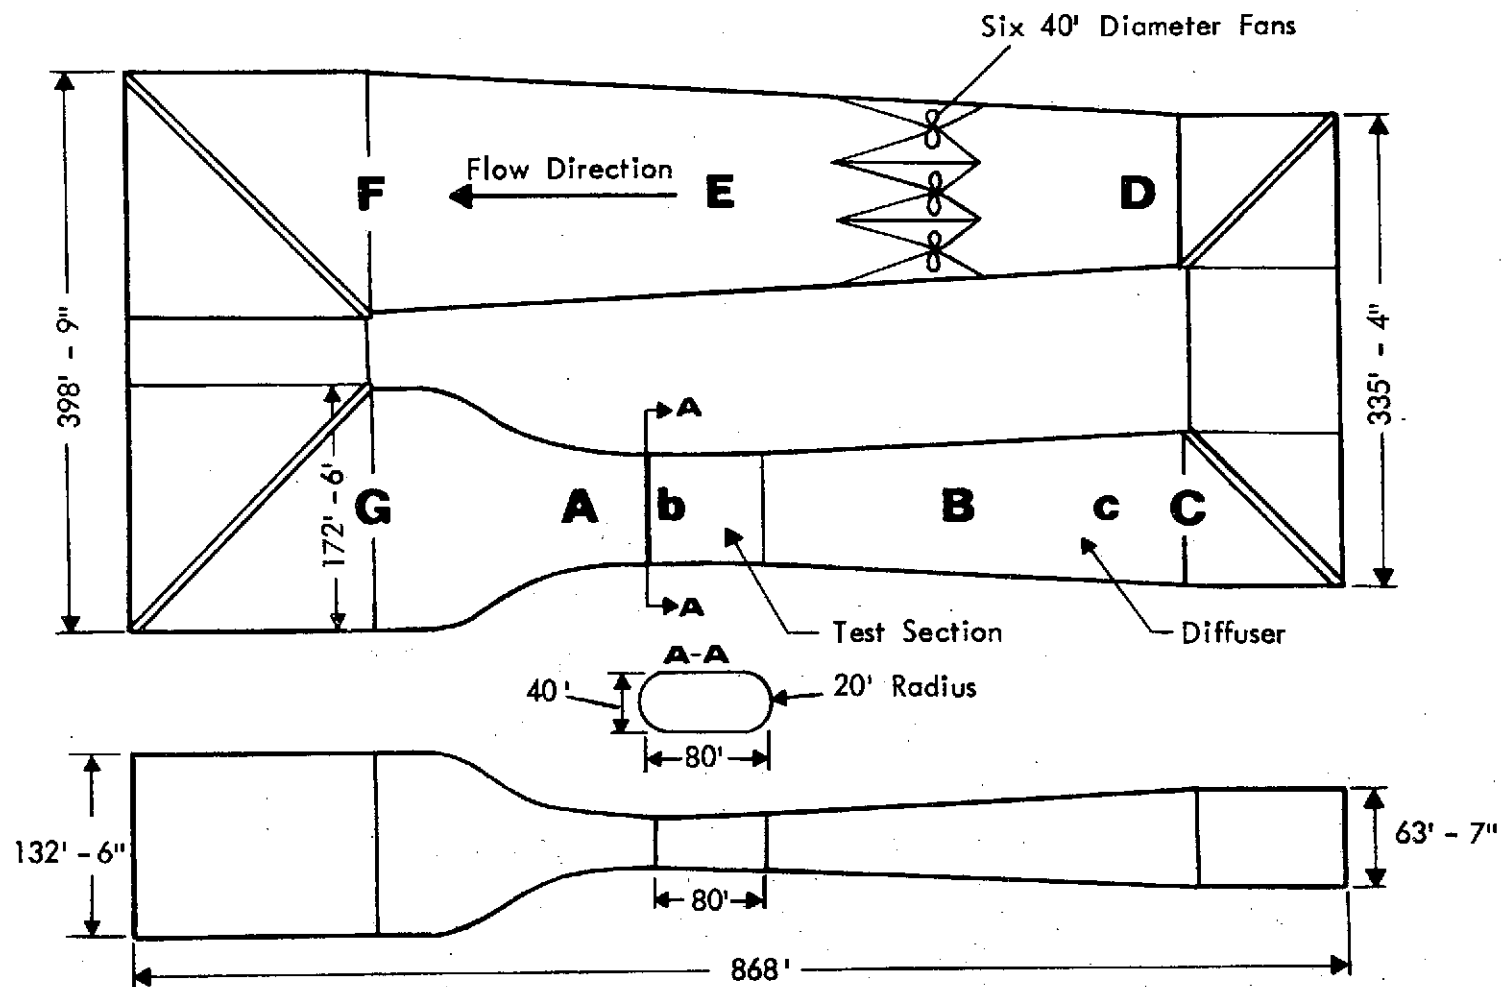 Six 40' Diameter Fans
Flow Direction
F
E
D
398' - 9"
335' - 4"
A
172' - 6'
G
A
b
B
c
C
A
Test Section
Diffuser
A-A
40'
20' Radius
80'
132' - 6"
63' - 7"
80'
868'